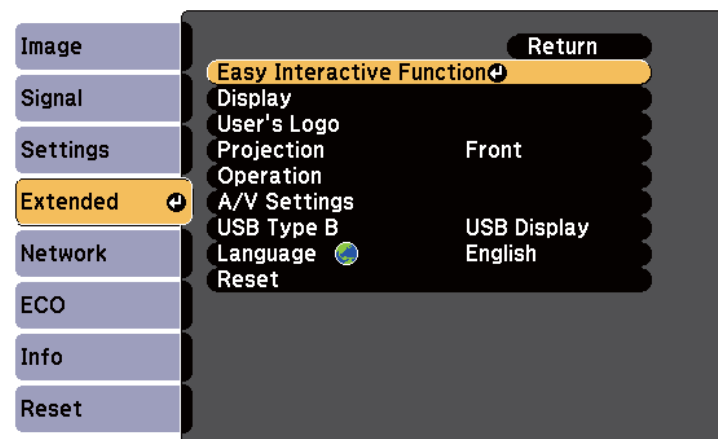 Image
Signal
Settings
Extended
Network
ECO
Info
Reset
Return
Easy Interactive Function
Display
User's Logo
Projection Front
Operation
A/V Settings
USB Type B USB Display
Language English
Reset